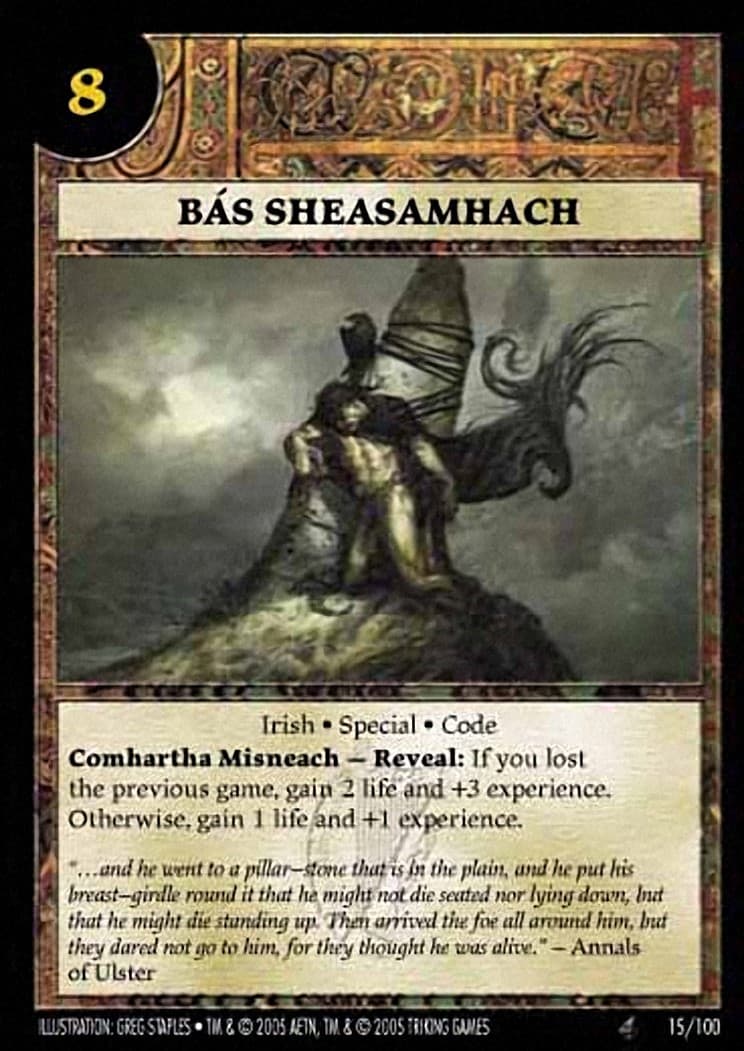 8
BÁS SHEASAMHACH
Irish • Special • Code
Comhartha Misneach – Reveal: If you lost
the previous game, gain 2 life and +3 experience.
Otherwise, gain 1 life and +1 experience.
"...and he went to a pillar–stone that is in the plain, and he put his
breast–girdle round it that he might not die seated nor lying down, but
that he might die standing up. Then arrived the foe all around him, but
they dared not go to him, for they thought he was alive." – Annals
of Ulster
ILLUSTRATION: GREG STAPLES • TM & © 2005 AETN, TM & © 2005 TRIKING GAMES
4 15/100